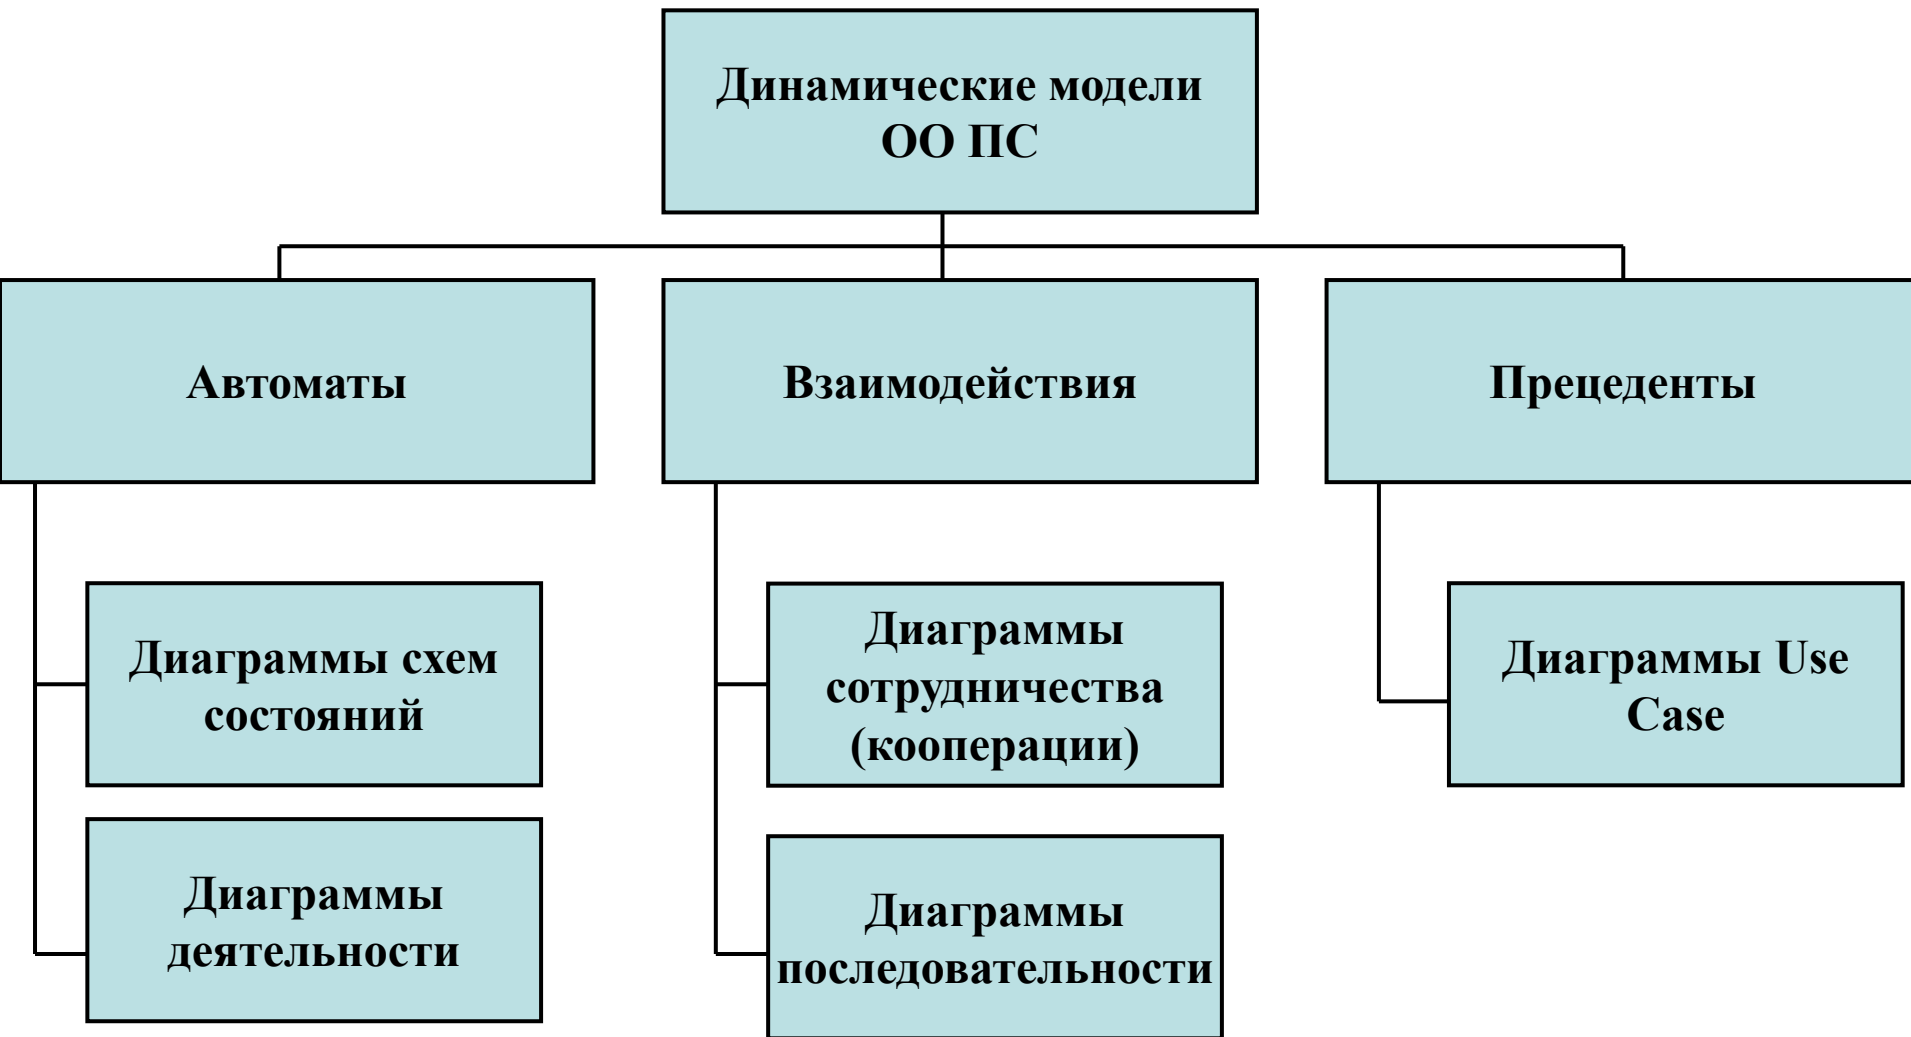 Динамические модели
ОО ПС
Автоматы
Взаимодействия
Прецеденты
Диаграммы схем
состояний
Диаграммы
деятельности
Диаграммы
сотрудничества
(кооперации)
Диаграммы
последовательности
Диаграммы Use
Case